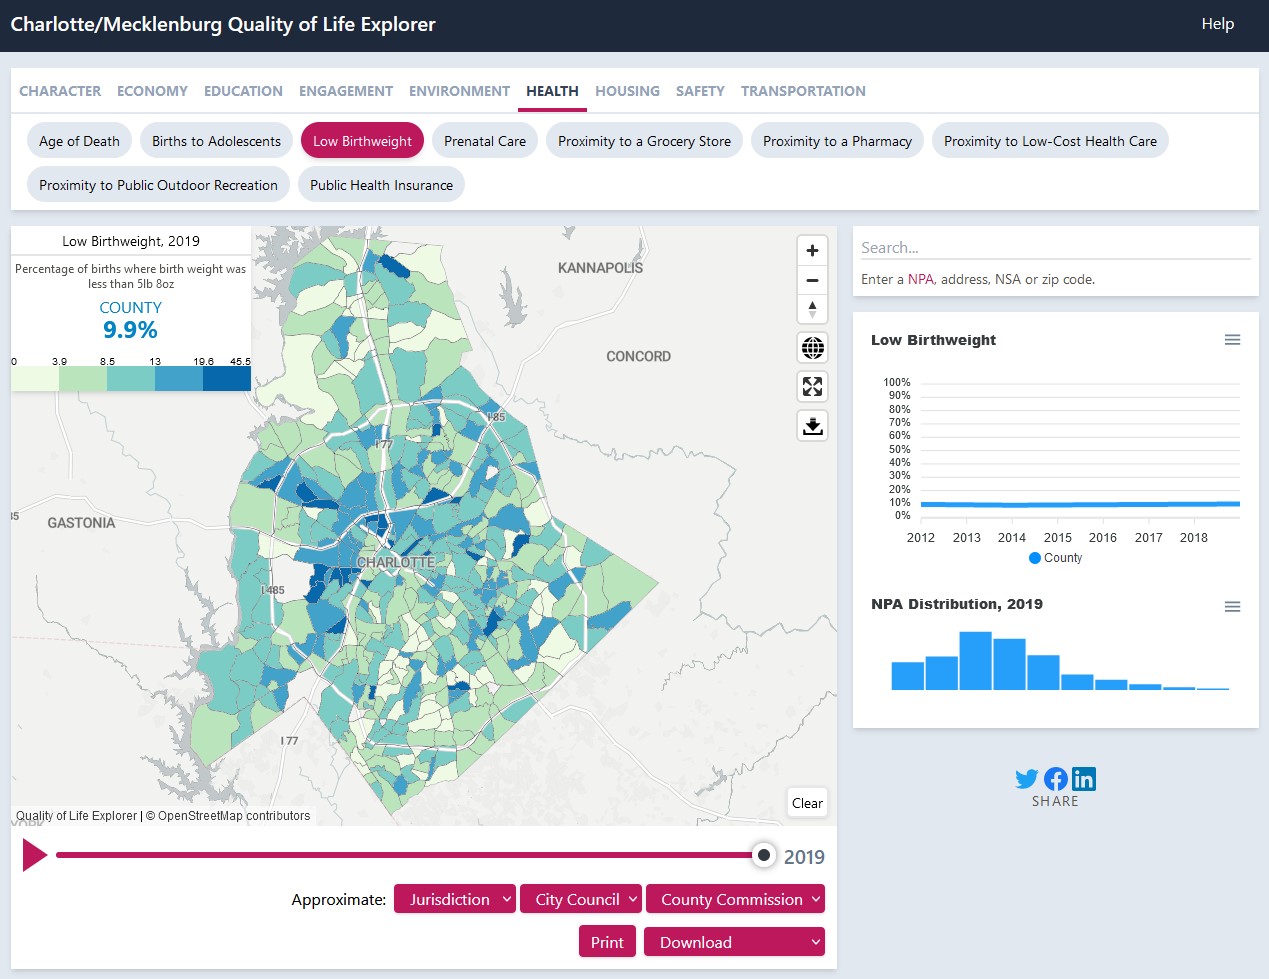 Charlotte/Mecklenburg Quality of Life Explorer
Help
CHARACTER ECONOMY EDUCATION ENGAGEMENT ENVIRONMENT HEALTH HOUSING SAFETY TRANSPORTATION
Age of Death Births to Adolescents Low Birthweight Prenatal Care Proximity to a Grocery Store Proximity to a Pharmacy Proximity to Low-Cost Health Care
Proximity to Public Outdoor Recreation Public Health Insurance
Low Birthweight, 2019
Percentage of births where birth weight was
less than 5lb 8oz
COUNTY
9.9%
0 3.9 8.5 13 19.6 45.5
KANNAPOLIS
CONCORD
I 85
I 77
85
GASTONIA
CHARLOTTE
I 485
I 77
YORK
Quality of Life Explorer | © OpenStreetMap contributors
Clear
2019
Approximate: Jurisdiction City Council County Commission
Print Download
Search...
Enter a NPA, address, NSA or zip code.
Low Birthweight
100%
90%
80%
70%
60%
50%
40%
30%
20%
10%
0%
2012 2013 2014 2015 2016 2017 2018
County
NPA Distribution, 2019
SHARE